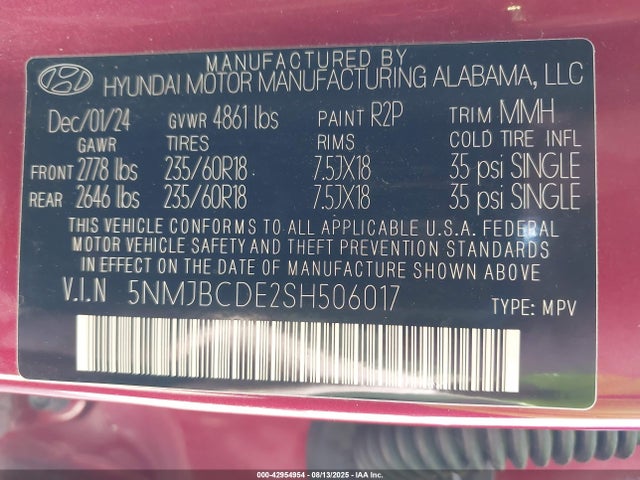 MANUFACTURED BY
HYUNDAI MOTOR MANUFACTURING ALABAMA, LLC
Dec/01/24 GVWR 4861 lbs PAINT R2P TRIM MMH
GAWR TIRES RIMS COLD TIRE INFL
FRONT 2778 lbs 235/60R18 7.5JX18 35 psi SINGLE
REAR 2646 lbs 235/60R18 7.5JX18 35 psi SINGLE
THIS VEHICLE CONFORMS TO ALL APPLICABLE U.S.A. FEDERAL
MOTOR VEHICLE SAFETY AND THEFT PREVENTION STANDARDS
IN EFFECT ON THE DATE OF MANUFACTURE SHOWN ABOVE
V.I.N 5NMJBCDE2SH506017 TYPE: MPV
000-42954954 - 08/13/2025 - IAA Inc.